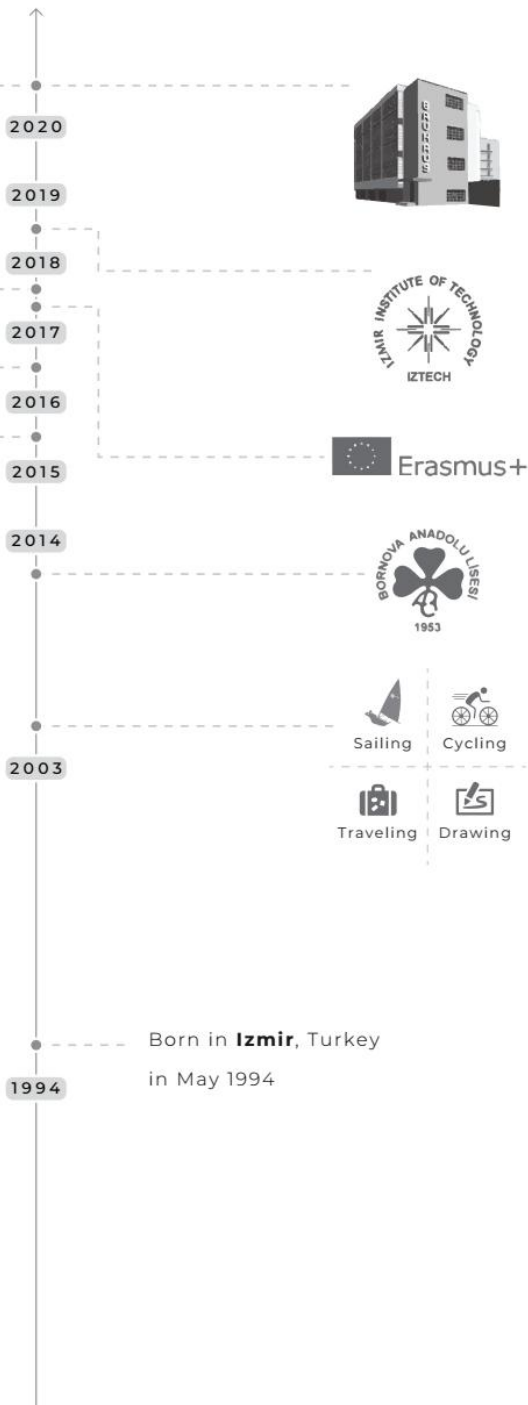 2020
BAUHAUS
2019
2018
IZMIR INSTITUTE OF TECHNOLOGY
IZTECH
2017
2016
Erasmus+
2015
2014
BORNOVA ANADOLU LİSESİ
1953
Sailing
Cycling
2003
Traveling
Drawing
Born in Izmir, Turkey
in May 1994
1994